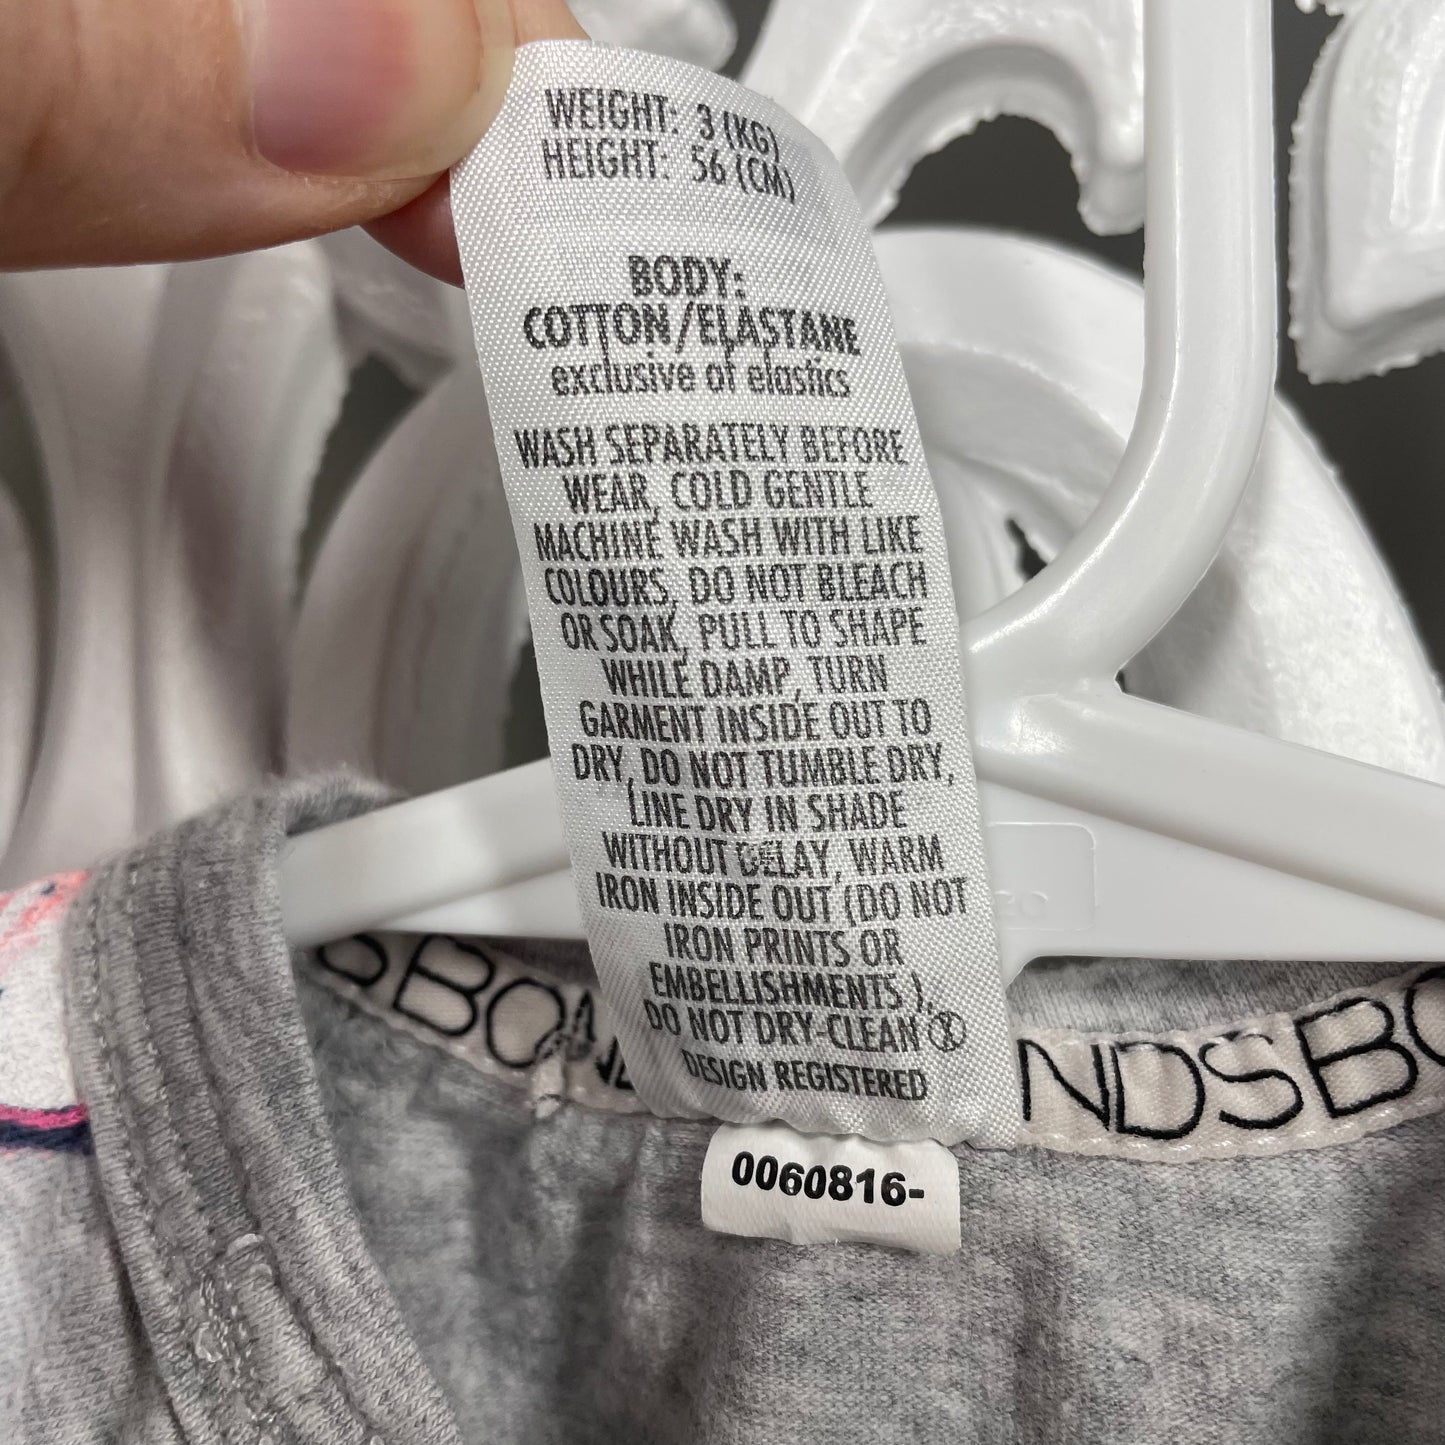 WEIGHT: 3 (KG)
HEIGHT: 56 (CM)
BODY:
COTTON/ELASTANE
exclusive of elastics
WASH SEPARATELY BEFORE
WEAR, COLD GENTLE
MACHINE WASH WITH LIKE
COLOURS, DO NOT BLEACH
OR SOAK, PULL TO SHAPE
WHILE DAMP, TURN
GARMENT INSIDE OUT TO
DRY, DO NOT TUMBLE DRY,
LINE DRY IN SHADE
WITHOUT DELAY, WARM
IRON INSIDE OUT (DO NOT
IRON PRINTS OR
EMBELLISHMENTS ),
DO NOT DRY-CLEAN
DESIGN REGISTERED
SBON
NDSBO
0060816-